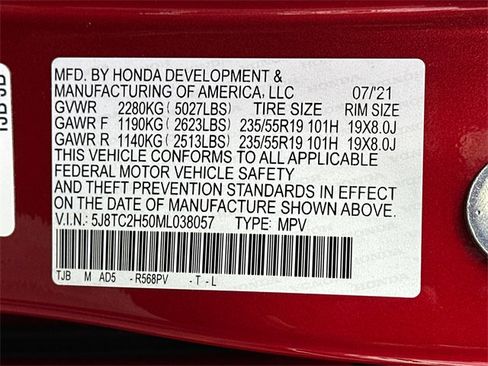 MFD. BY HONDA DEVELOPMENT &
MANUFACTURING OF AMERICA, LLC 07/'21
GVWR 2280KG ( 5027LBS) TIRE SIZE RIM SIZE
GAWR F 1190KG ( 2623LBS) 235/55R19 101H 19X8.0J
GAWR R 1140KG ( 2513LBS) 235/55R19 101H 19X8.0J
THIS VEHICLE CONFORMS TO ALL APPLICABLE
FEDERAL MOTOR VEHICLE SAFETY
AND THEFT PREVENTION STANDARDS IN EFFECT
ON THE DATE OF MANUFACTURE SHOWN ABOVE.
V.I.N.: 5J8TC2H50ML038057 TYPE: MPV
TJB M AD5 - R568PV - T - L